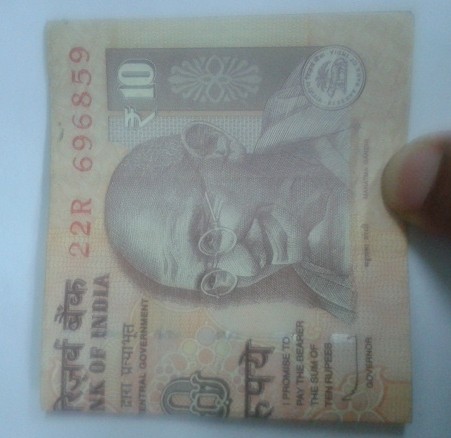 रिज़र्व बैंक
NK OF INDIA
22R 696859
द्वारा प्रत्याभूत
ENTRAL GOVERNMENT
₹10
रुपये
I PROMISE TO
PAY THE BEARER
THE SUM OF
TEN RUPEES
GOVERNOR